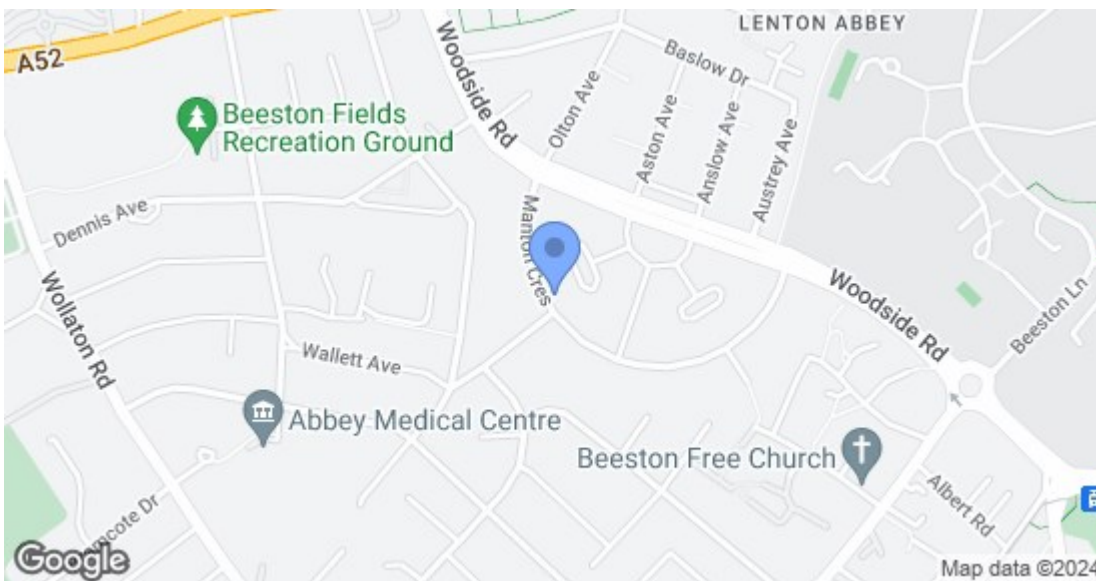 LENTON ABBEY
A52
Woodside Rd
Baslow Dr
Olton Ave
Beeston Fields
Recreation Ground
Aston Ave
Anslow Ave
Austrey Ave
Dennis Ave
Manton Cres
Woodside Rd
Beeston Ln
Wollaton Rd
Wallett Ave
Abbey Medical Centre
Beeston Free Church
Albert Rd
mcote Dr
Google
Map data ©2024